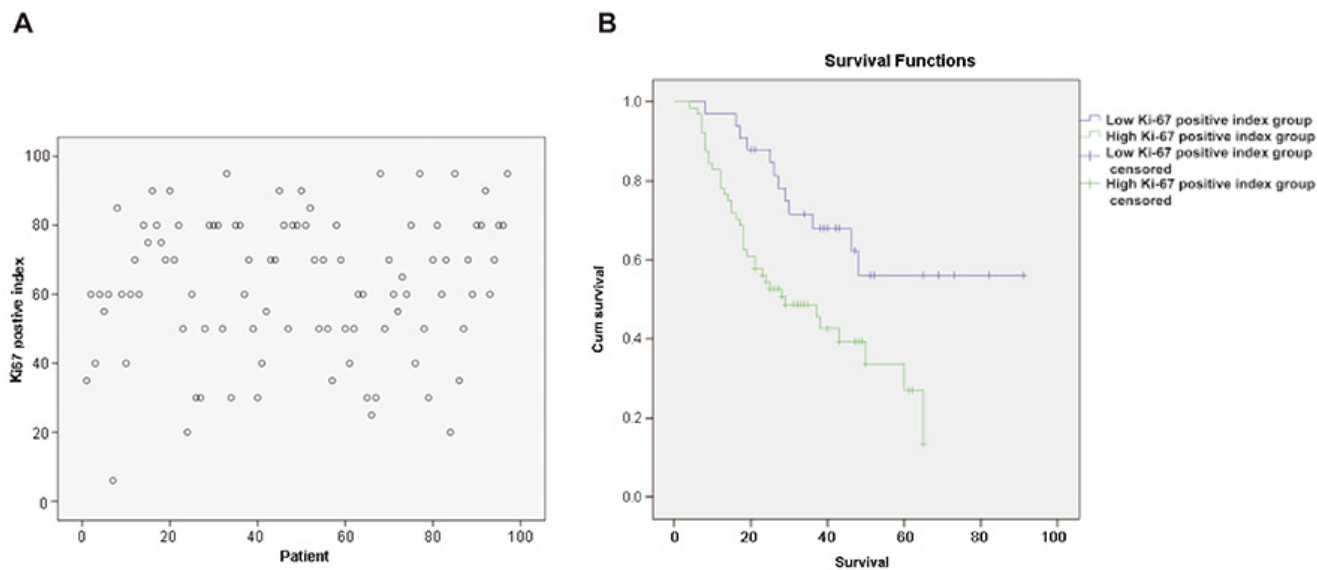 A
Ki67 postive index
100
80
60
40
20
0
0 20 40 60 80 100
Patient
B
Survival Functions
Cum survival
1.0
0.8
0.6
0.4
0.2
0.0
0 20 40 60 80 100
Survival
Low Ki-67 positive index group
High Ki-67 positive index group
Low Ki-67 positive index group
censored
High Ki-67 positive index group
censored